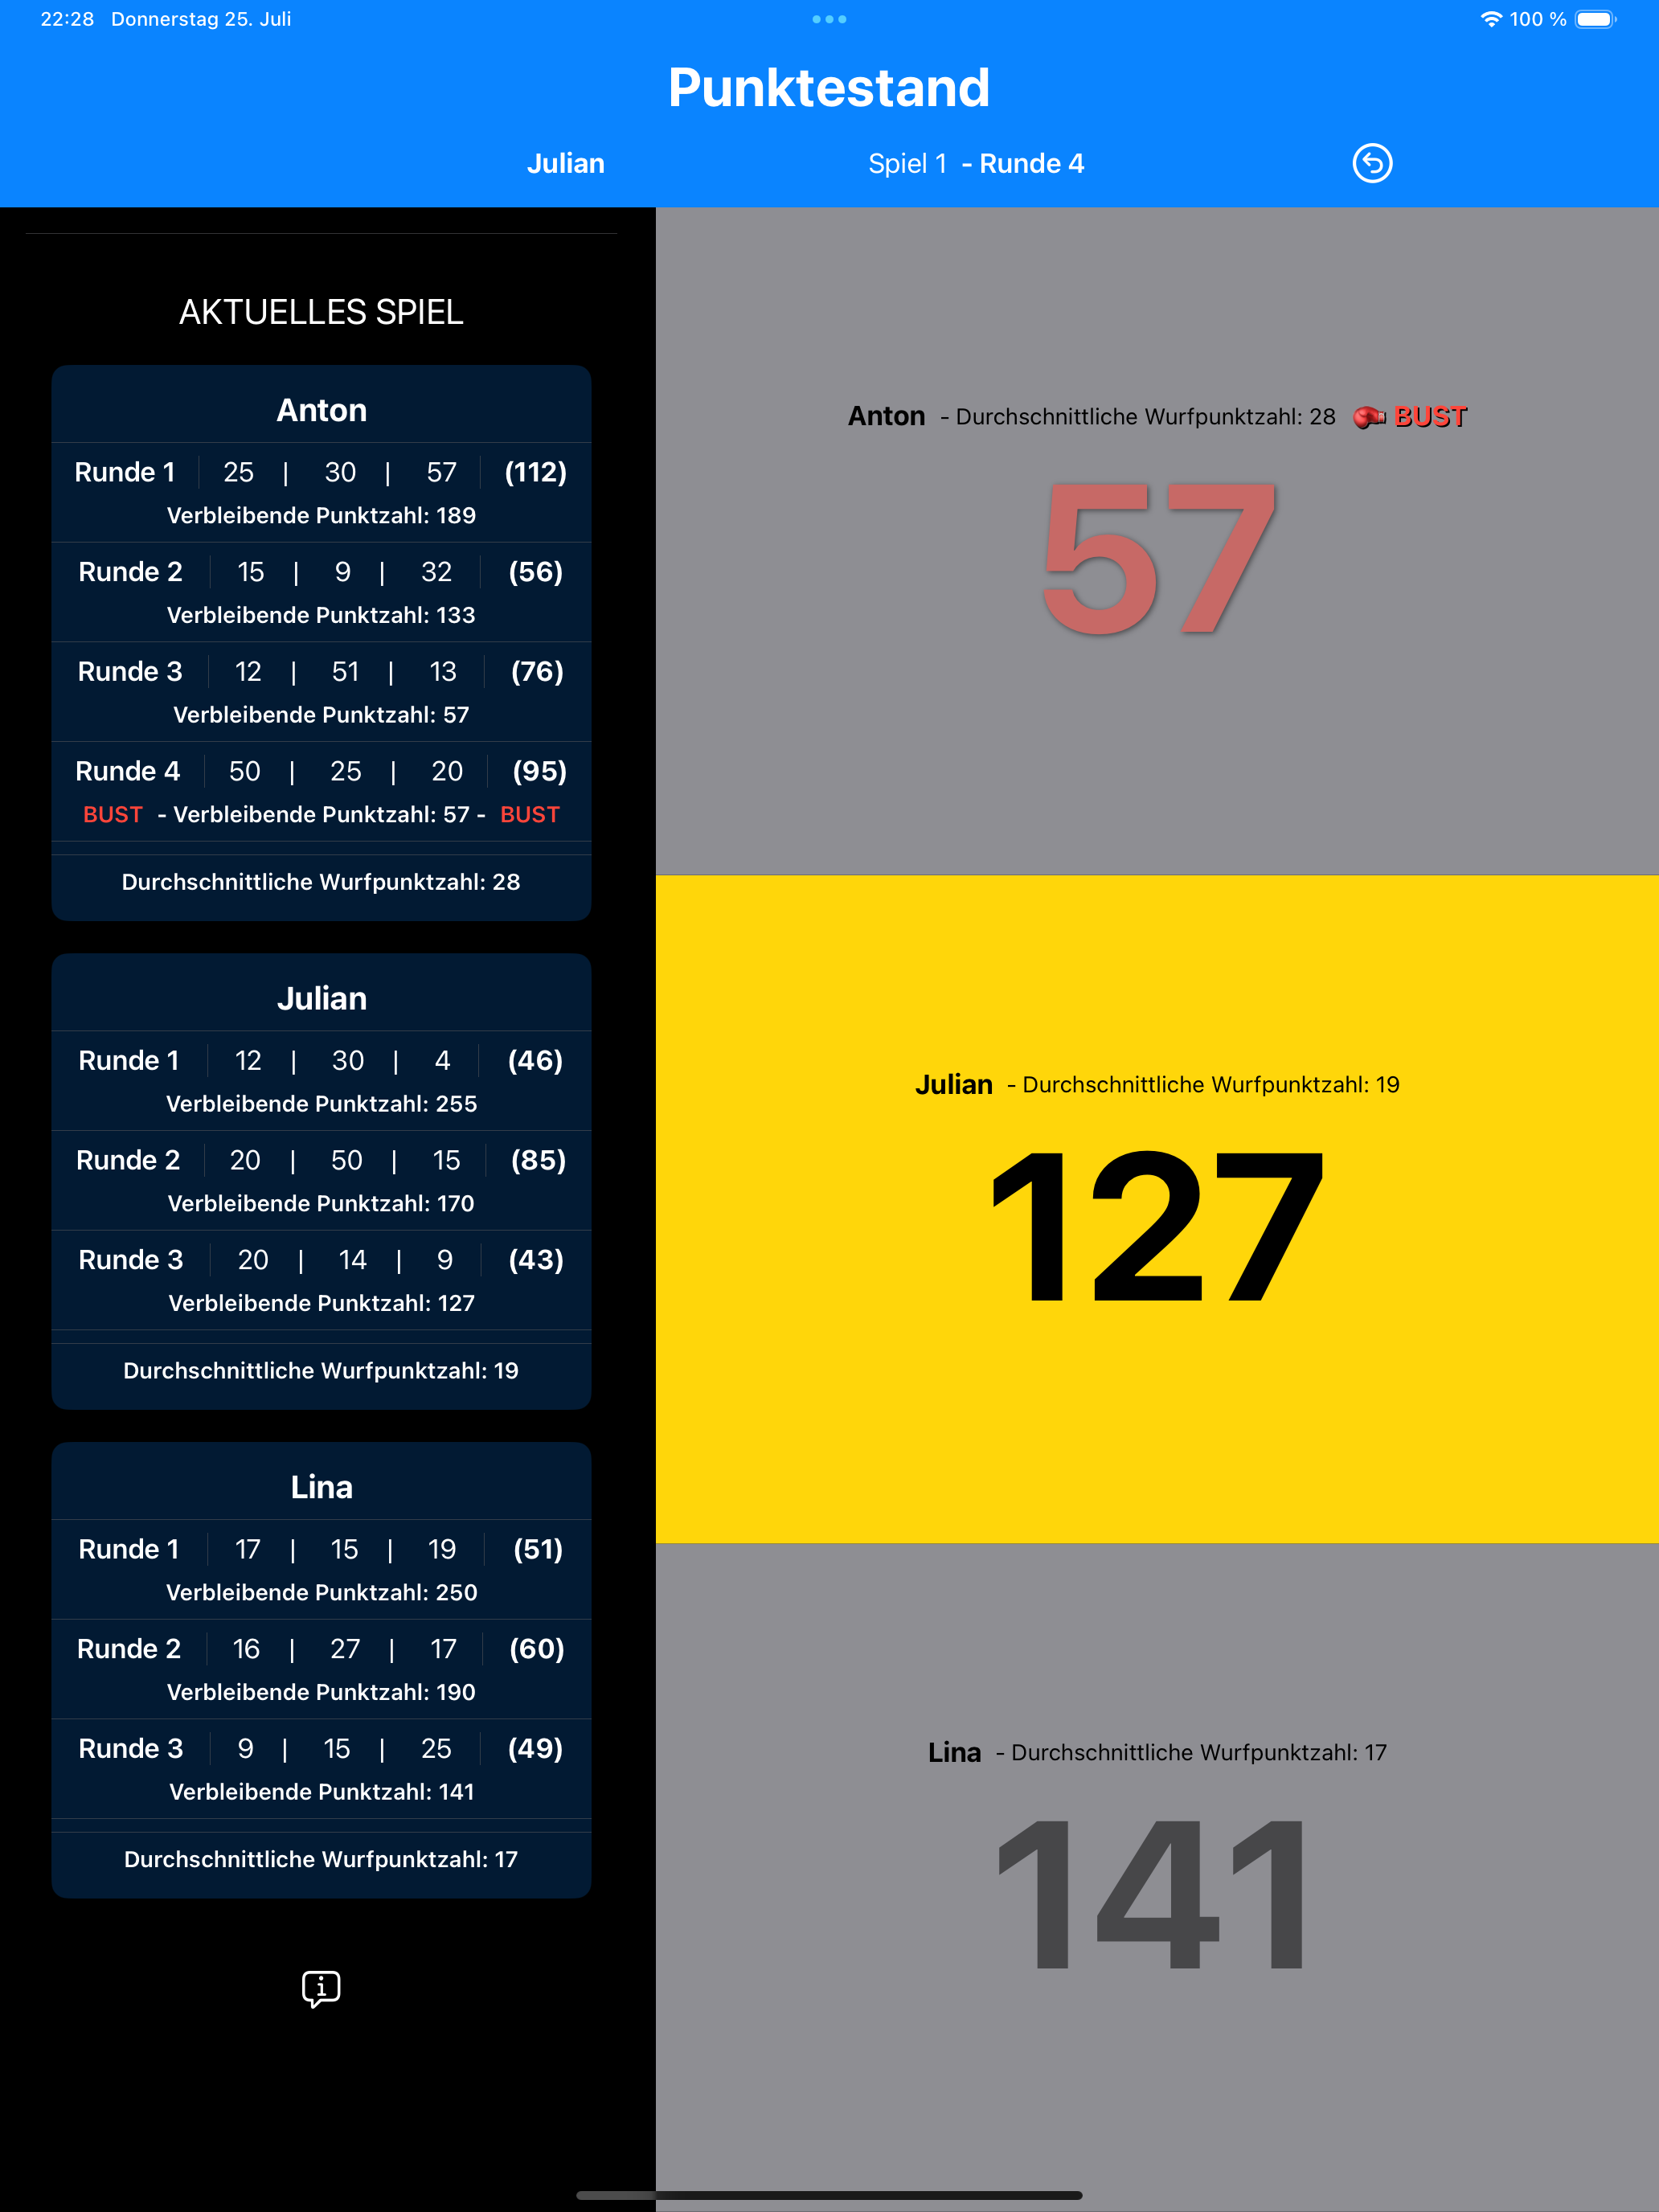 22:28 Donnerstag 25. Juli
100 %
Punktestand
Julian
Spiel 1 - Runde 4
AKTUELLES SPIEL
Anton
Runde 1 25 | 30 | 57 (112)
Verbleibende Punktzahl: 189
Runde 2 15 | 9 | 32 (56)
Verbleibende Punktzahl: 133
Runde 3 12 | 51 | 13 (76)
Verbleibende Punktzahl: 57
Runde 4 50 | 25 | 20 (95)
BUST - Verbleibende Punktzahl: 57 - BUST
Durchschnittliche Wurfpunktzahl: 28
Julian
Runde 1 12 | 30 | 4 (46)
Verbleibende Punktzahl: 255
Runde 2 20 | 50 | 15 (85)
Verbleibende Punktzahl: 170
Runde 3 20 | 14 | 9 (43)
Verbleibende Punktzahl: 127
Durchschnittliche Wurfpunktzahl: 19
Lina
Runde 1 17 | 15 | 19 (51)
Verbleibende Punktzahl: 250
Runde 2 16 | 27 | 17 (60)
Verbleibende Punktzahl: 190
Runde 3 9 | 15 | 25 (49)
Verbleibende Punktzahl: 141
Durchschnittliche Wurfpunktzahl: 17
Anton - Durchschnittliche Wurfpunktzahl: 28 BUST
57
Julian - Durchschnittliche Wurfpunktzahl: 19
127
Lina - Durchschnittliche Wurfpunktzahl: 17
141